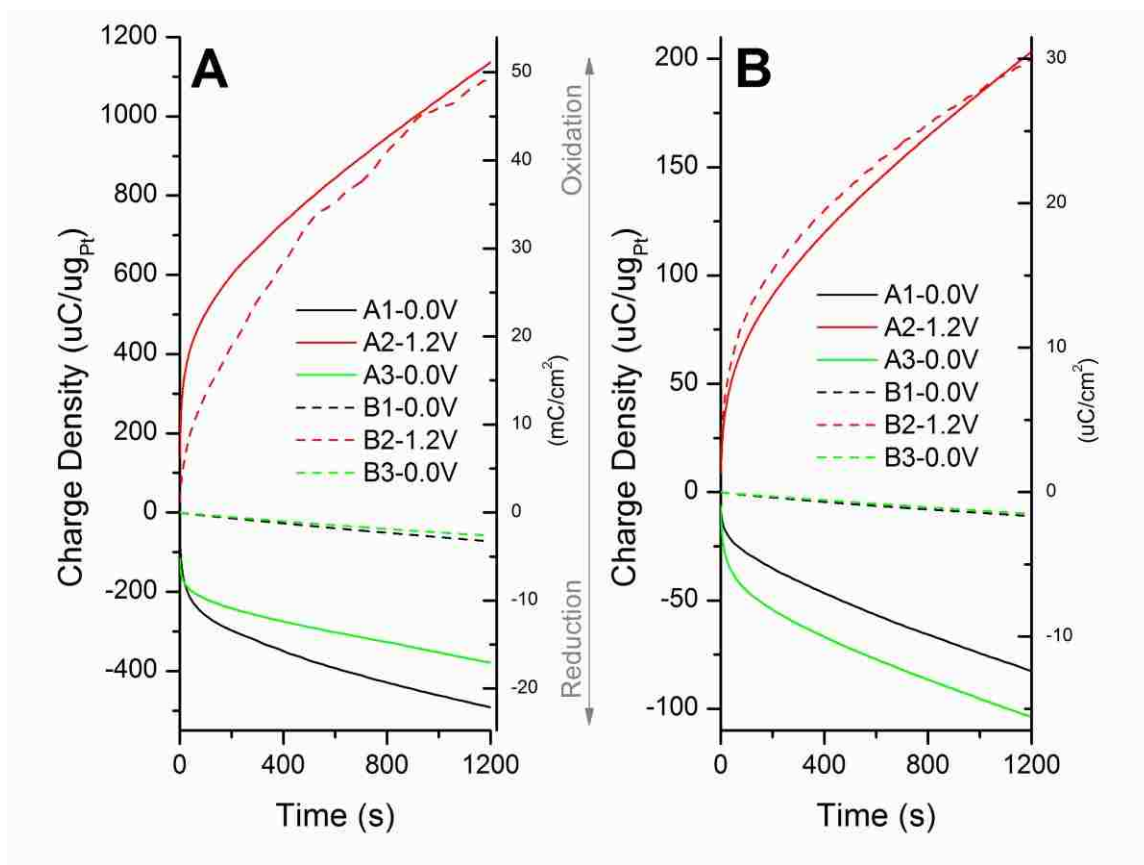 A
Charge Density (uC/ug_Pt)
1200
1000
800
600
400
200
0
-200
-400
50
40
30
20
10
0
-10
-20
(mC/cm²)
A1-0.0V
A2-1.2V
A3-0.0V
B1-0.0V
B2-1.2V
B3-0.0V
0
400
800
1200
Time (s)
Oxidation
Reduction
B
Charge Density (uC/ug_Pt)
200
150
100
50
0
-50
-100
30
20
10
0
-10
(uC/cm²)
A1-0.0V
A2-1.2V
A3-0.0V
B1-0.0V
B2-1.2V
B3-0.0V
0
400
800
1200
Time (s)